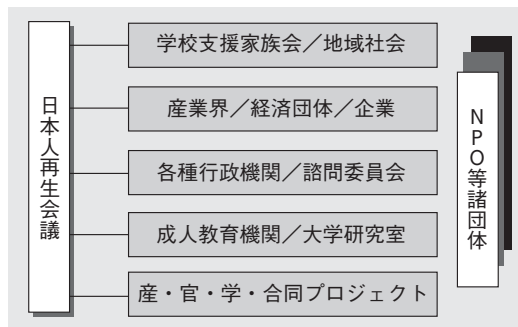 日本人再生会議
学校支援家族会／地域社会
産業界／経済団体／企業
各種行政機関／諮問委員会
成人教育機関／大学研究室
産・官・学・合同プロジェクト
NPO等諸団体